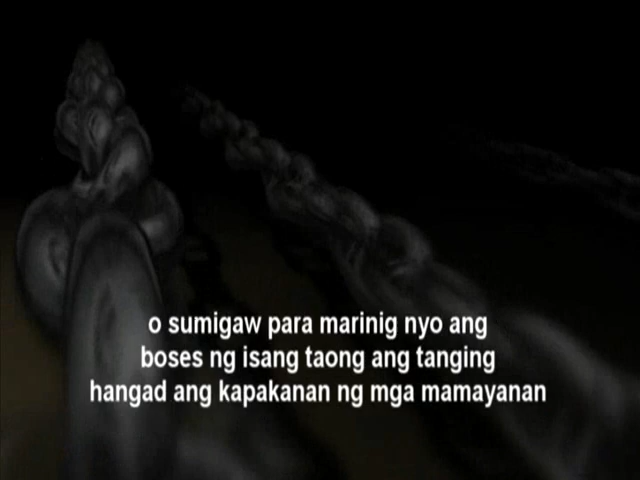 o sumigaw para marinig nyo ang
boses ng isang taong ang tanging
hangad ang kapakanan ng mga mamayanan